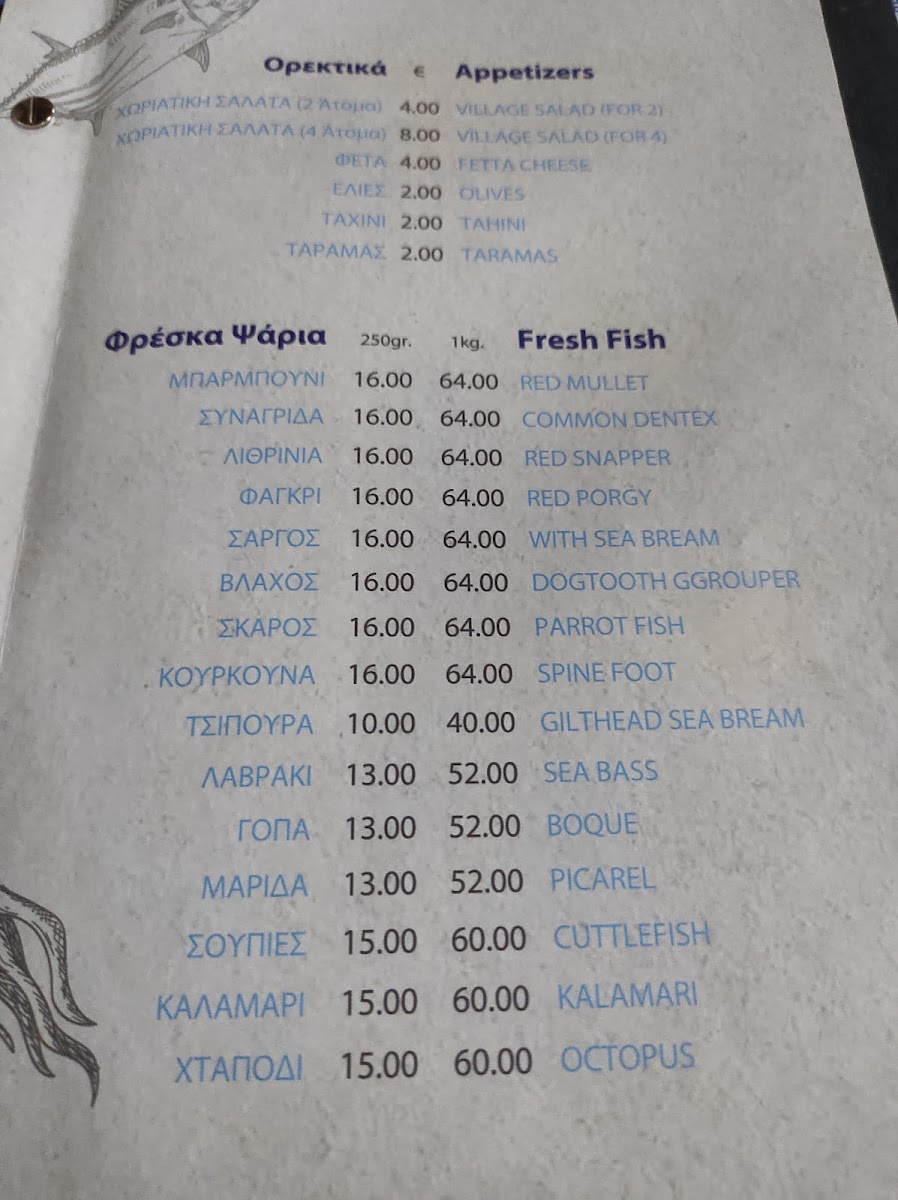 Ορεκτικά € Appetizers
ΧΩΡΙΑΤΙΚΗ ΣΑΛΑΤΑ (2 Άτομα) 4.00 VILLAGE SALAD (FOR 2)
ΧΩΡΙΑΤΙΚΗ ΣΑΛΑΤΑ (4 Άτομα) 8.00 VILLAGE SALAD (FOR 4)
ΦΕΤΑ 4.00 FETTA CHEESE
ΕΛΙΕΣ 2.00 OLIVES
ΤΑΧΙΝΙ 2.00 TAHINI
ΤΑΡΑΜΑΣ 2.00 TARAMAS
Φρέσκα Ψάρια 250gr. 1kg. Fresh Fish
ΜΠΑΡΜΠΟΥΝΙ 16.00 64.00 RED MULLET
ΣΥΝΑΓΡΙΔΑ 16.00 64.00 COMMON DENTEX
ΛΙΘΡΙΝΙΑ 16.00 64.00 RED SNAPPER
ΦΑΓΚΡΙ 16.00 64.00 RED PORGY
ΣΑΡΓΟΣ 16.00 64.00 WITH SEA BREAM
ΒΛΑΧΟΣ 16.00 64.00 DOGTOOTH GGROUPER
ΣΚΑΡΟΣ 16.00 64.00 PARROT FISH
ΚΟΥΡΚΟΥΝΑ 16.00 64.00 SPINE FOOT
ΤΣΙΠΟΥΡΑ 10.00 40.00 GILTHEAD SEA BREAM
ΛΑΒΡΑΚΙ 13.00 52.00 SEA BASS
ΓΟΠΑ 13.00 52.00 BOQUE
ΜΑΡΙΔΑ 13.00 52.00 PICAREL
ΣΟΥΠΙΕΣ 15.00 60.00 CUTTLEFISH
ΚΑΛΑΜΑΡΙ 15.00 60.00 KALAMARI
ΧΤΑΠΟΔΙ 15.00 60.00 OCTOPUS